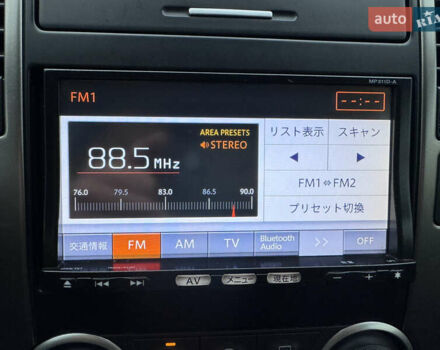 auto
RIA
MP311D-A
FM1
--:--
AREA PRESETS
STEREO
88.5 MHz
76.0 79.5 83.0 86.5 90.0
リスト表示 スキャン
◀ ▶
FM1⇔FM2
プリセット切換
交通情報 FM AM TV Bluetooth Audio >> OFF
AV メニュー 現在地